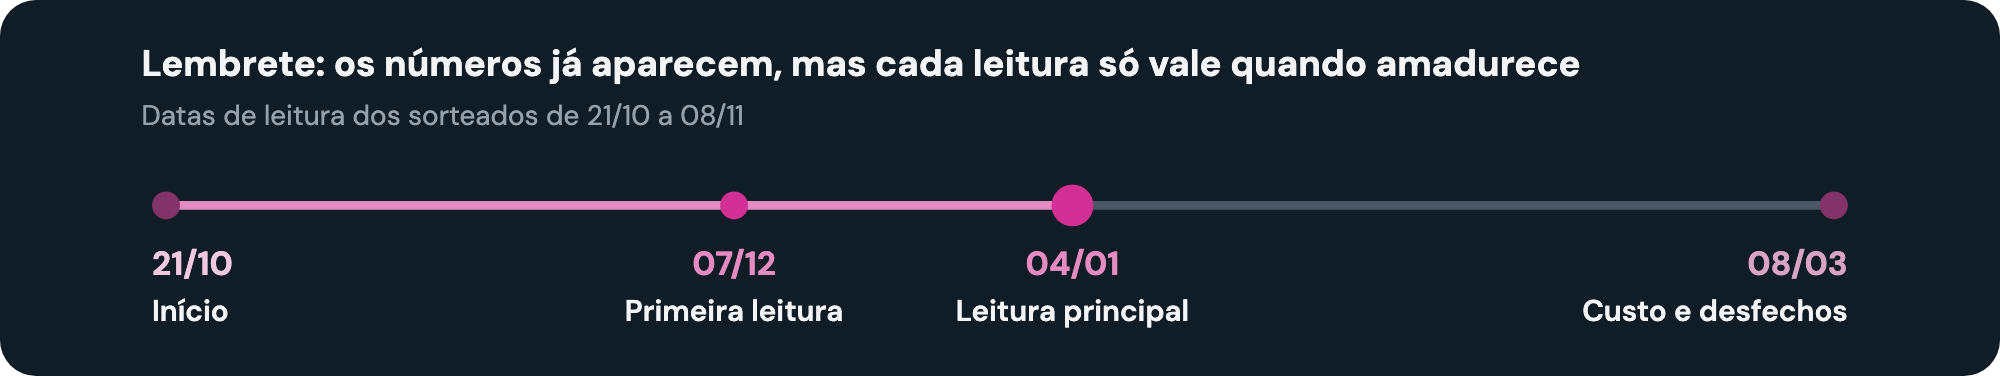 Lembrete: os números já aparecem, mas cada leitura só vale quando amadurece
Datas de leitura dos sorteados de 21/10 a 08/11
21/10
Início
07/12
Primeira leitura
04/01
Leitura principal
08/03
Custo e desfechos